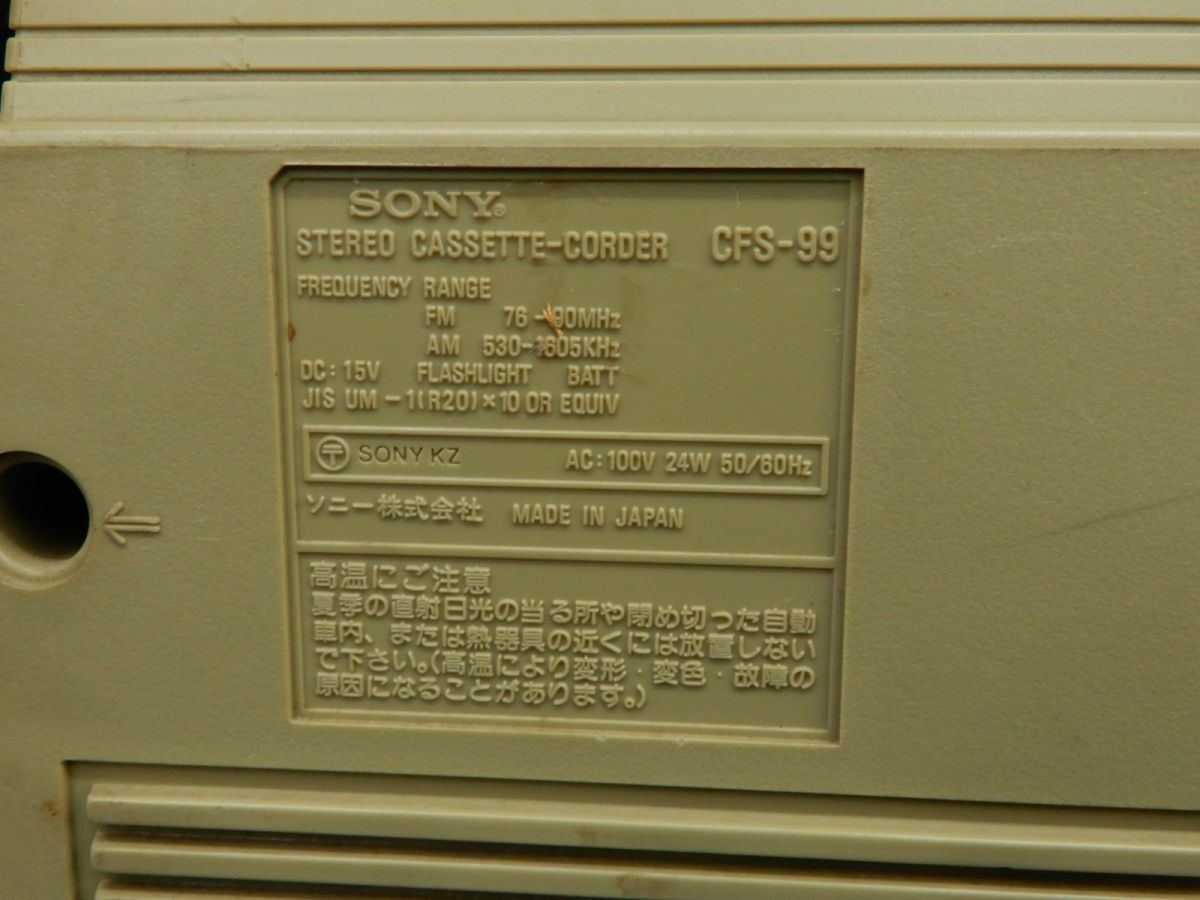 SONY®
STEREO CASSETTE-CORDER CFS-99
FREQUENCY RANGE
FM 76-90MHz
AM 530-1605KHz
DC: 15V FLASHLIGHT BATT
JIS UM-1(R20)×10 OR EQUIV
〒 SONY KZ AC: 100V 24W 50/60Hz
ソニー株式会社 MADE IN JAPAN
高温にご注意
夏季の直射日光の当る所や閉め切った自動
車内、または熱器具の近くには放置しない
で下さい。(高温により変形・変色・故障の
原因になることがあります。)